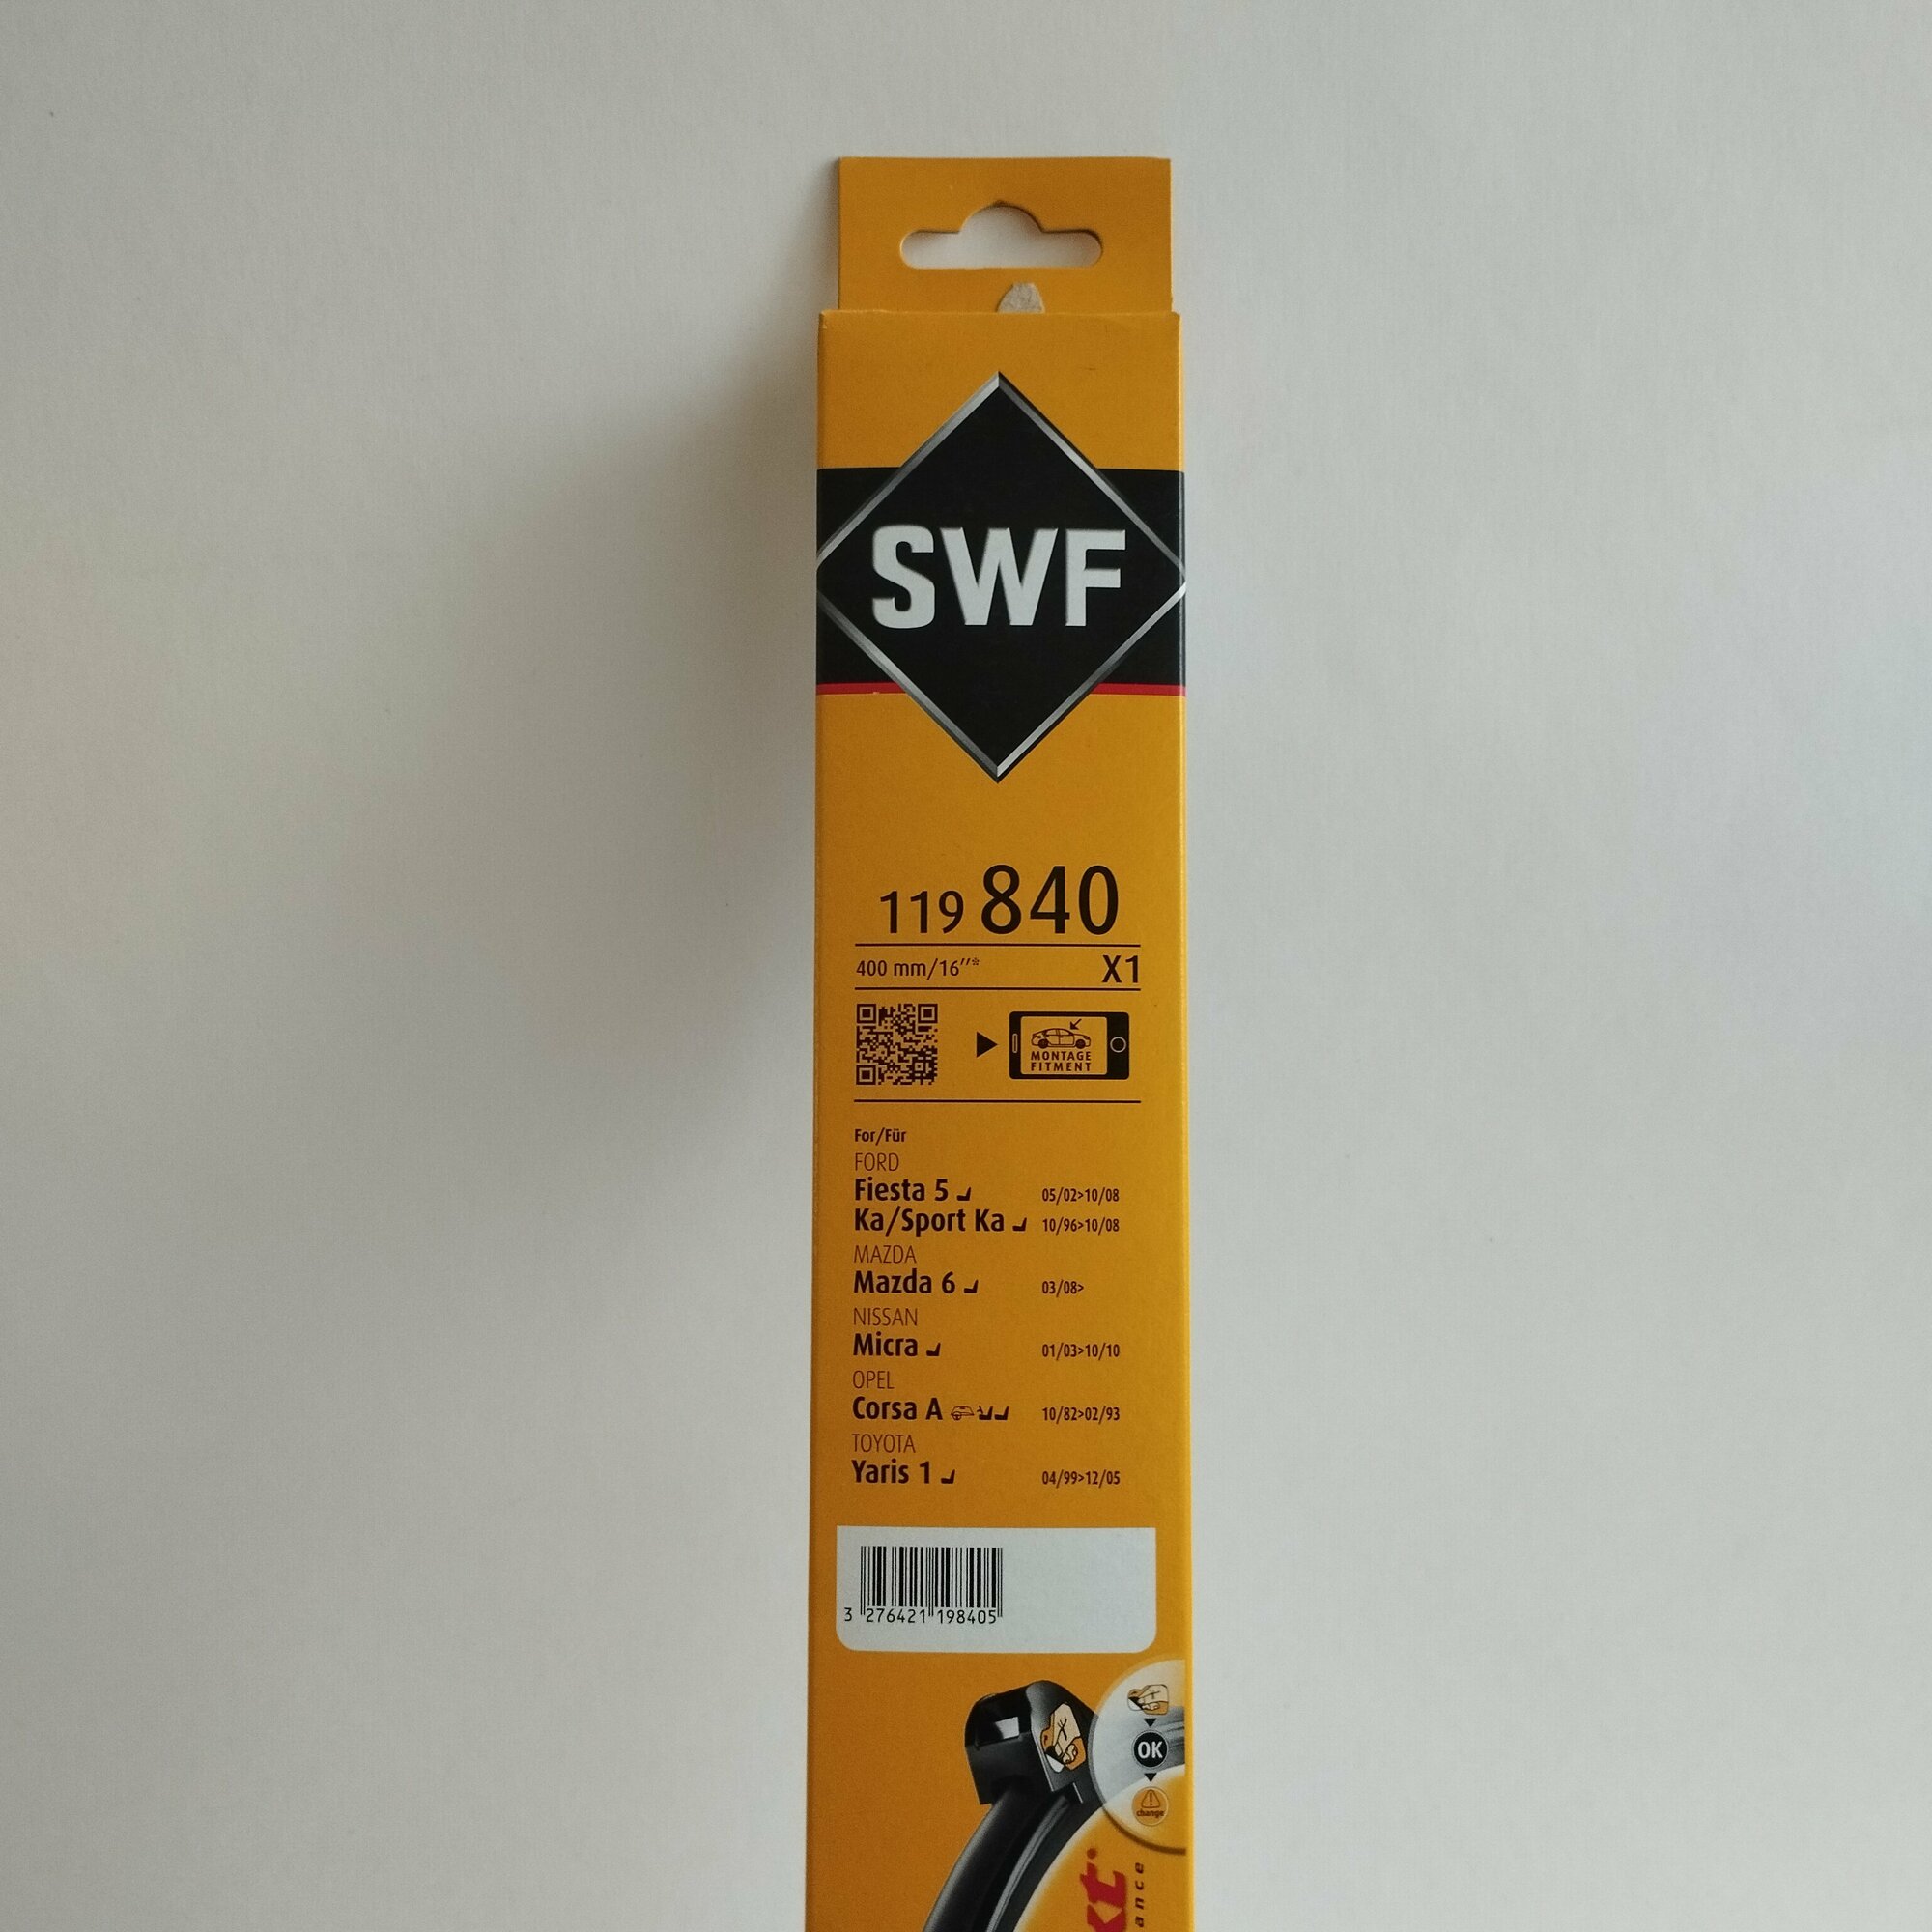 SWF
119 840
400 mm/16″* X1
MONTAGE
FITMENT
For/Für
FORD
Fiesta 5 05/02>10/08
Ka/Sport Ka 10/96>10/08
MAZDA
Mazda 6 03/08>
NISSAN
Micra 01/03>10/10
OPEL
Corsa A 10/82>02/93
TOYOTA
Yaris 1 04/99>12/05
3 276421 198405
OK
change